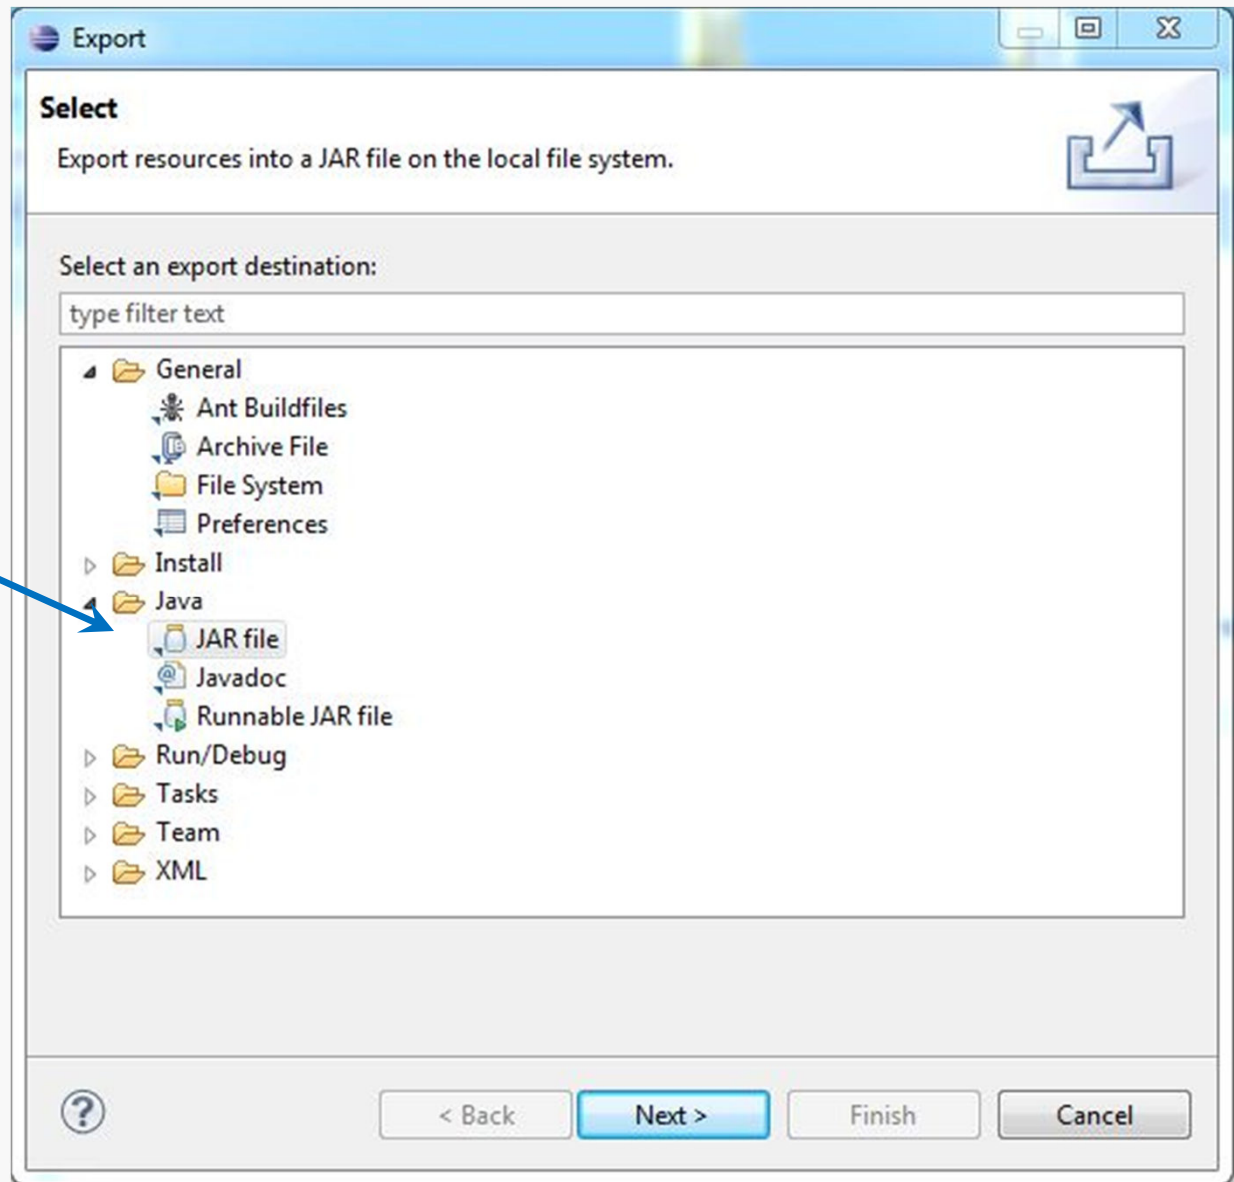 Export
Select
Export resources into a JAR file on the local file system.
Select an export destination:
type filter text
General
Ant Buildfiles
Archive File
File System
Preferences
Install
Java
JAR file
Javadoc
Runnable JAR file
Run/Debug
Tasks
Team
XML
? < Back Next > Finish Cancel